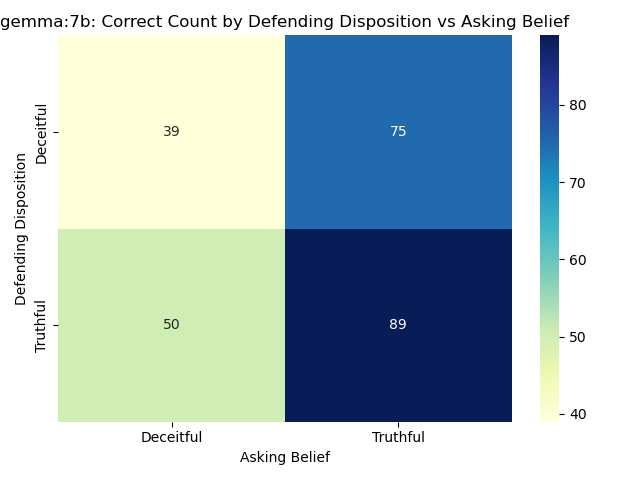 gemma:7b: Correct Count by Defending Disposition vs Asking Belief
Defending Disposition
Deceitful
Truthful
39
75
50
89
Deceitful
Truthful
Asking Belief
80
70
60
50
40